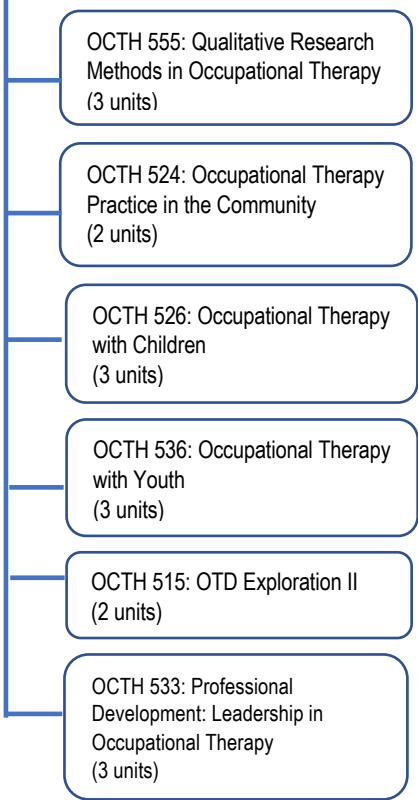 OCTH 555: Qualitative Research
Methods in Occupational Therapy
(3 units)
OCTH 524: Occupational Therapy
Practice in the Community
(2 units)
OCTH 526: Occupational Therapy
with Children
(3 units)
OCTH 536: Occupational Therapy
with Youth
(3 units)
OCTH 515: OTD Exploration II
(2 units)
OCTH 533: Professional
Development: Leadership in
Occupational Therapy
(3 units)